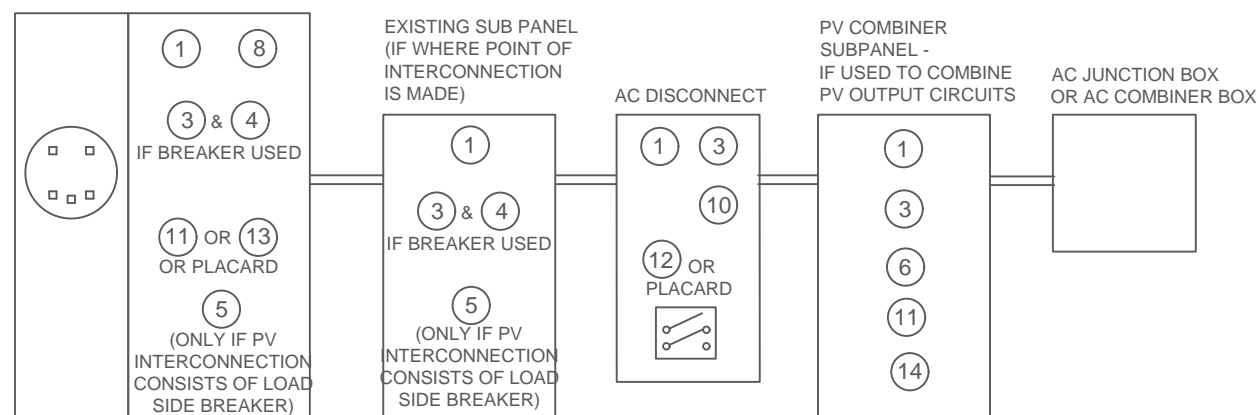 1 8
3 & 4
IF BREAKER USED
11 OR 13
OR PLACARD
5
(ONLY IF PV
INTERCONNECTION
CONSISTS OF LOAD
SIDE BREAKER)
EXISTING SUB PANEL
(IF WHERE POINT OF
INTERCONNECTION
IS MADE)
1
3 & 4
IF BREAKER USED
5
(ONLY IF PV
INTERCONNECTION
CONSISTS OF LOAD
SIDE BREAKER)
AC DISCONNECT
1 3
10
12 OR
PLACARD
PV COMBINER
SUBPANEL -
IF USED TO COMBINE
PV OUTPUT CIRCUITS
1
3
6
11
14
AC JUNCTION BOX
OR AC COMBINER BOX